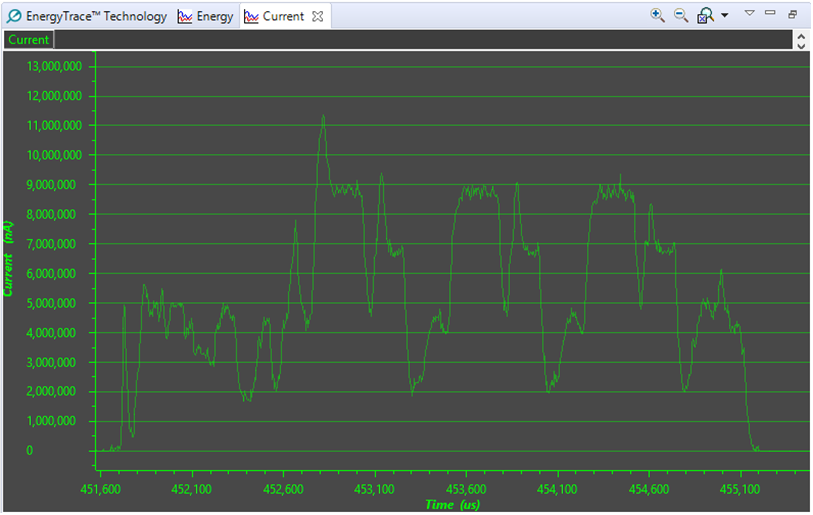 EnergyTrace™ Technology Energy Current
Current
13,000,000
12,000,000
11,000,000
10,000,000
9,000,000
8,000,000
7,000,000
6,000,000
5,000,000
4,000,000
3,000,000
2,000,000
1,000,000
0
Current (nA)
451,600 452,100 452,600 453,100 453,600 454,100 454,600 455,100
Time (us)